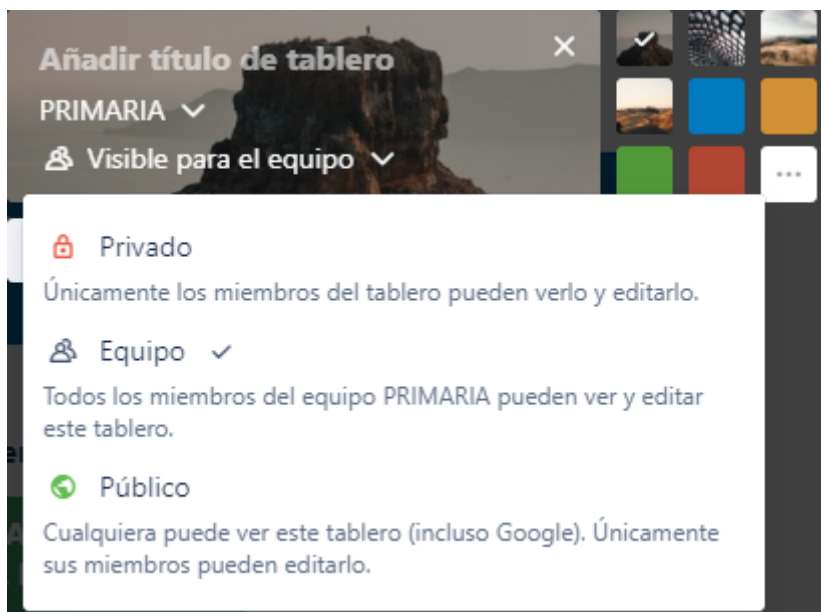 Añadir título de tablero
PRIMARIA
Visible para el equipo
Privado
Únicamente los miembros del tablero pueden verlo y editarlo.
Equipo
Todos los miembros del equipo PRIMARIA pueden ver y editar
este tablero.
Público
Cualquiera puede ver este tablero (incluso Google). Únicamente
sus miembros pueden editarlo.